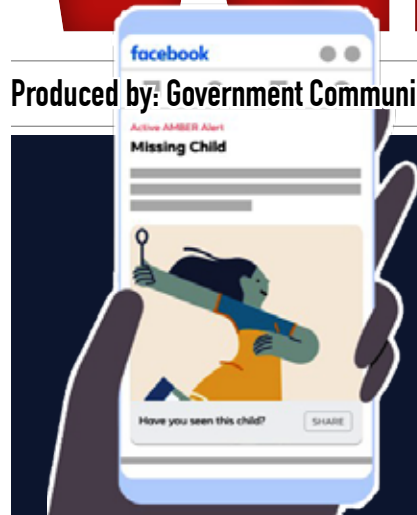 facebook
Produced by: Government Communi
Active AMBER Alert
Missing Child
Have you seen this child?
SHARE